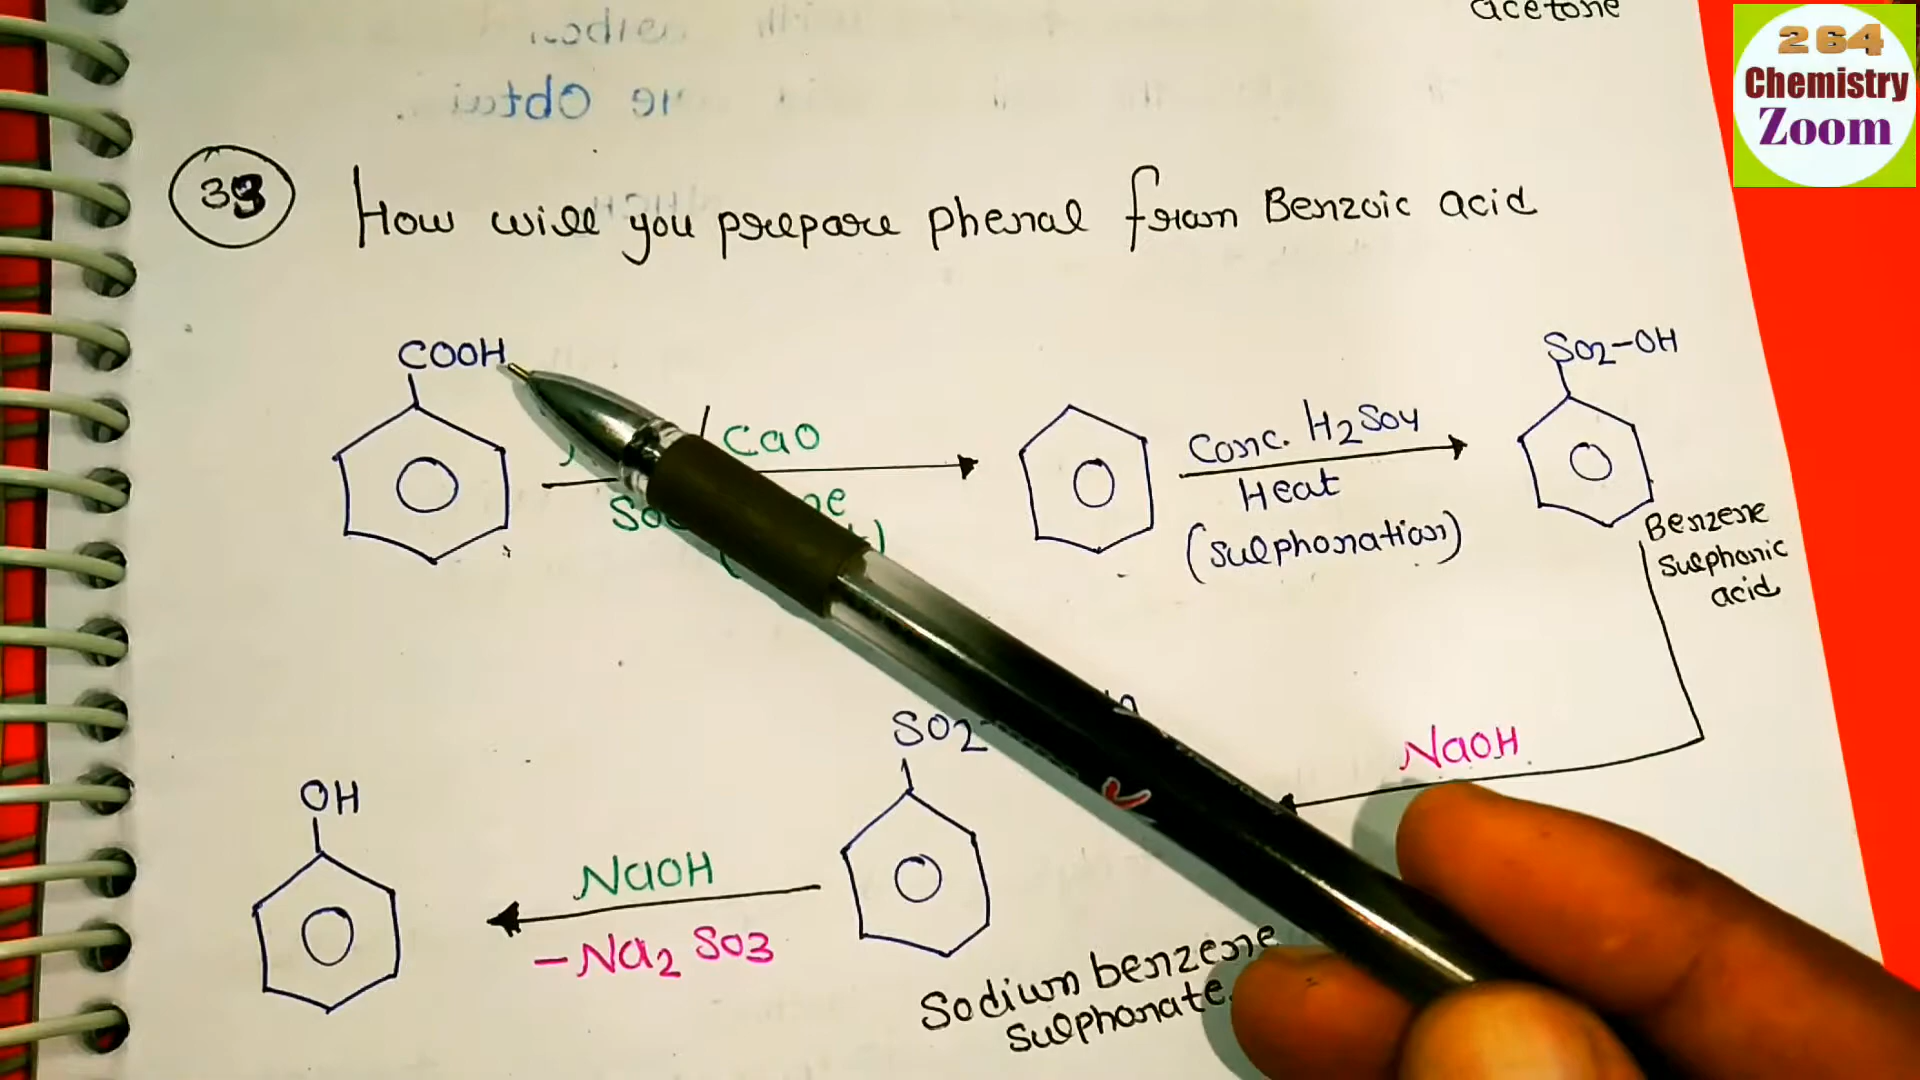 acetone
264
Chemistry
Zoom
33 How will you prepare phenol from Benzoic acid
COOH
CaO
SO2-OH
Conc. H2SO4
Heat
(Sulphonation)
Benzene
Sulphonic
acid
NaOH
SO2
OH
NaOH
-Na2SO3
Sodium benzene
Sulphonate.